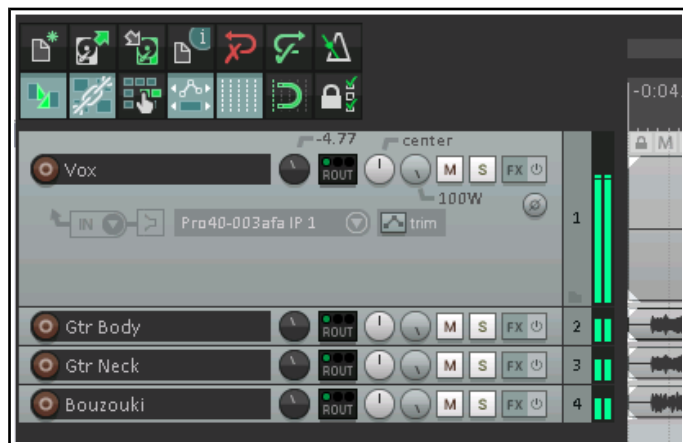 i
-0:04.
-4.77 center
Vox ROUT M S FX
100W
IN Pro40-003afa IP 1 trim
1
Gtr Body ROUT M S FX 2
Gtr Neck ROUT M S FX 3
Bouzouki ROUT M S FX 4
M